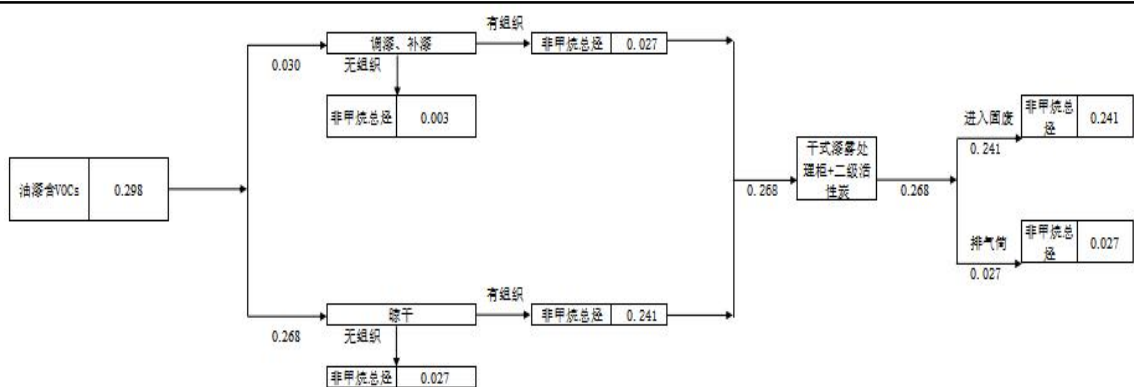 有组织
调漆、补漆
非甲烷总烃 0.027
0.030
无组织
非甲烷总烃 0.003
油漆含VOCs 0.298
干式漆雾处
理柜+二级活
性炭
0.268
0.268
进入固废
0.241
非甲烷总
烃
0.241
排气筒
0.027
非甲烷总
烃
0.027
有组织
晾干
非甲烷总烃 0.241
0.268
无组织
非甲烷总烃 0.027